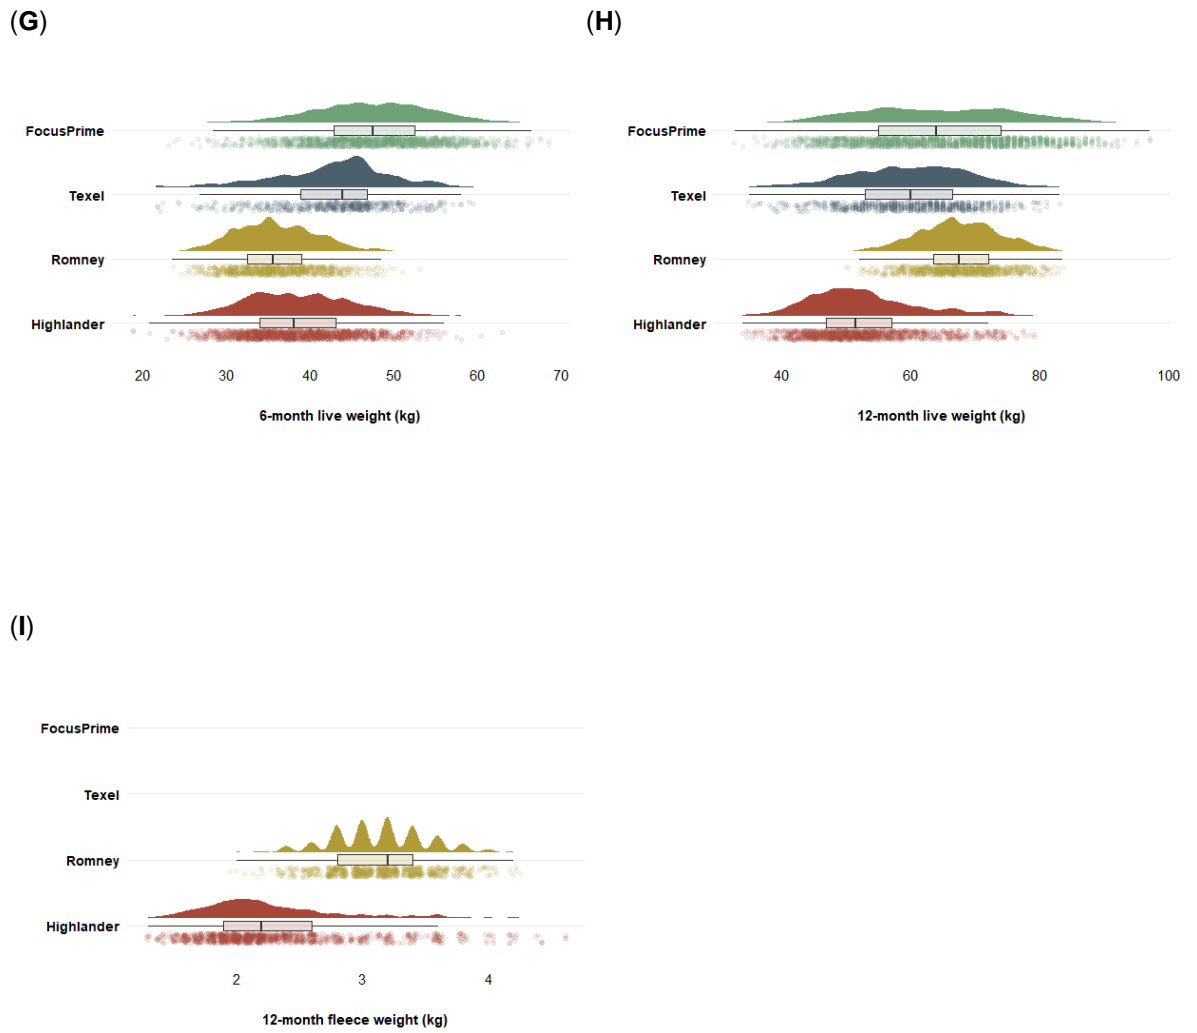 (G)
FocusPrime
Texel
Romney
Highlander
20 30 40 50 60 70
6-month live weight (kg)
(H)
FocusPrime
Texel
Romney
Highlander
40 60 80 100
12-month live weight (kg)
(I)
FocusPrime
Texel
Romney
Highlander
2 3 4
12-month fleece weight (kg)